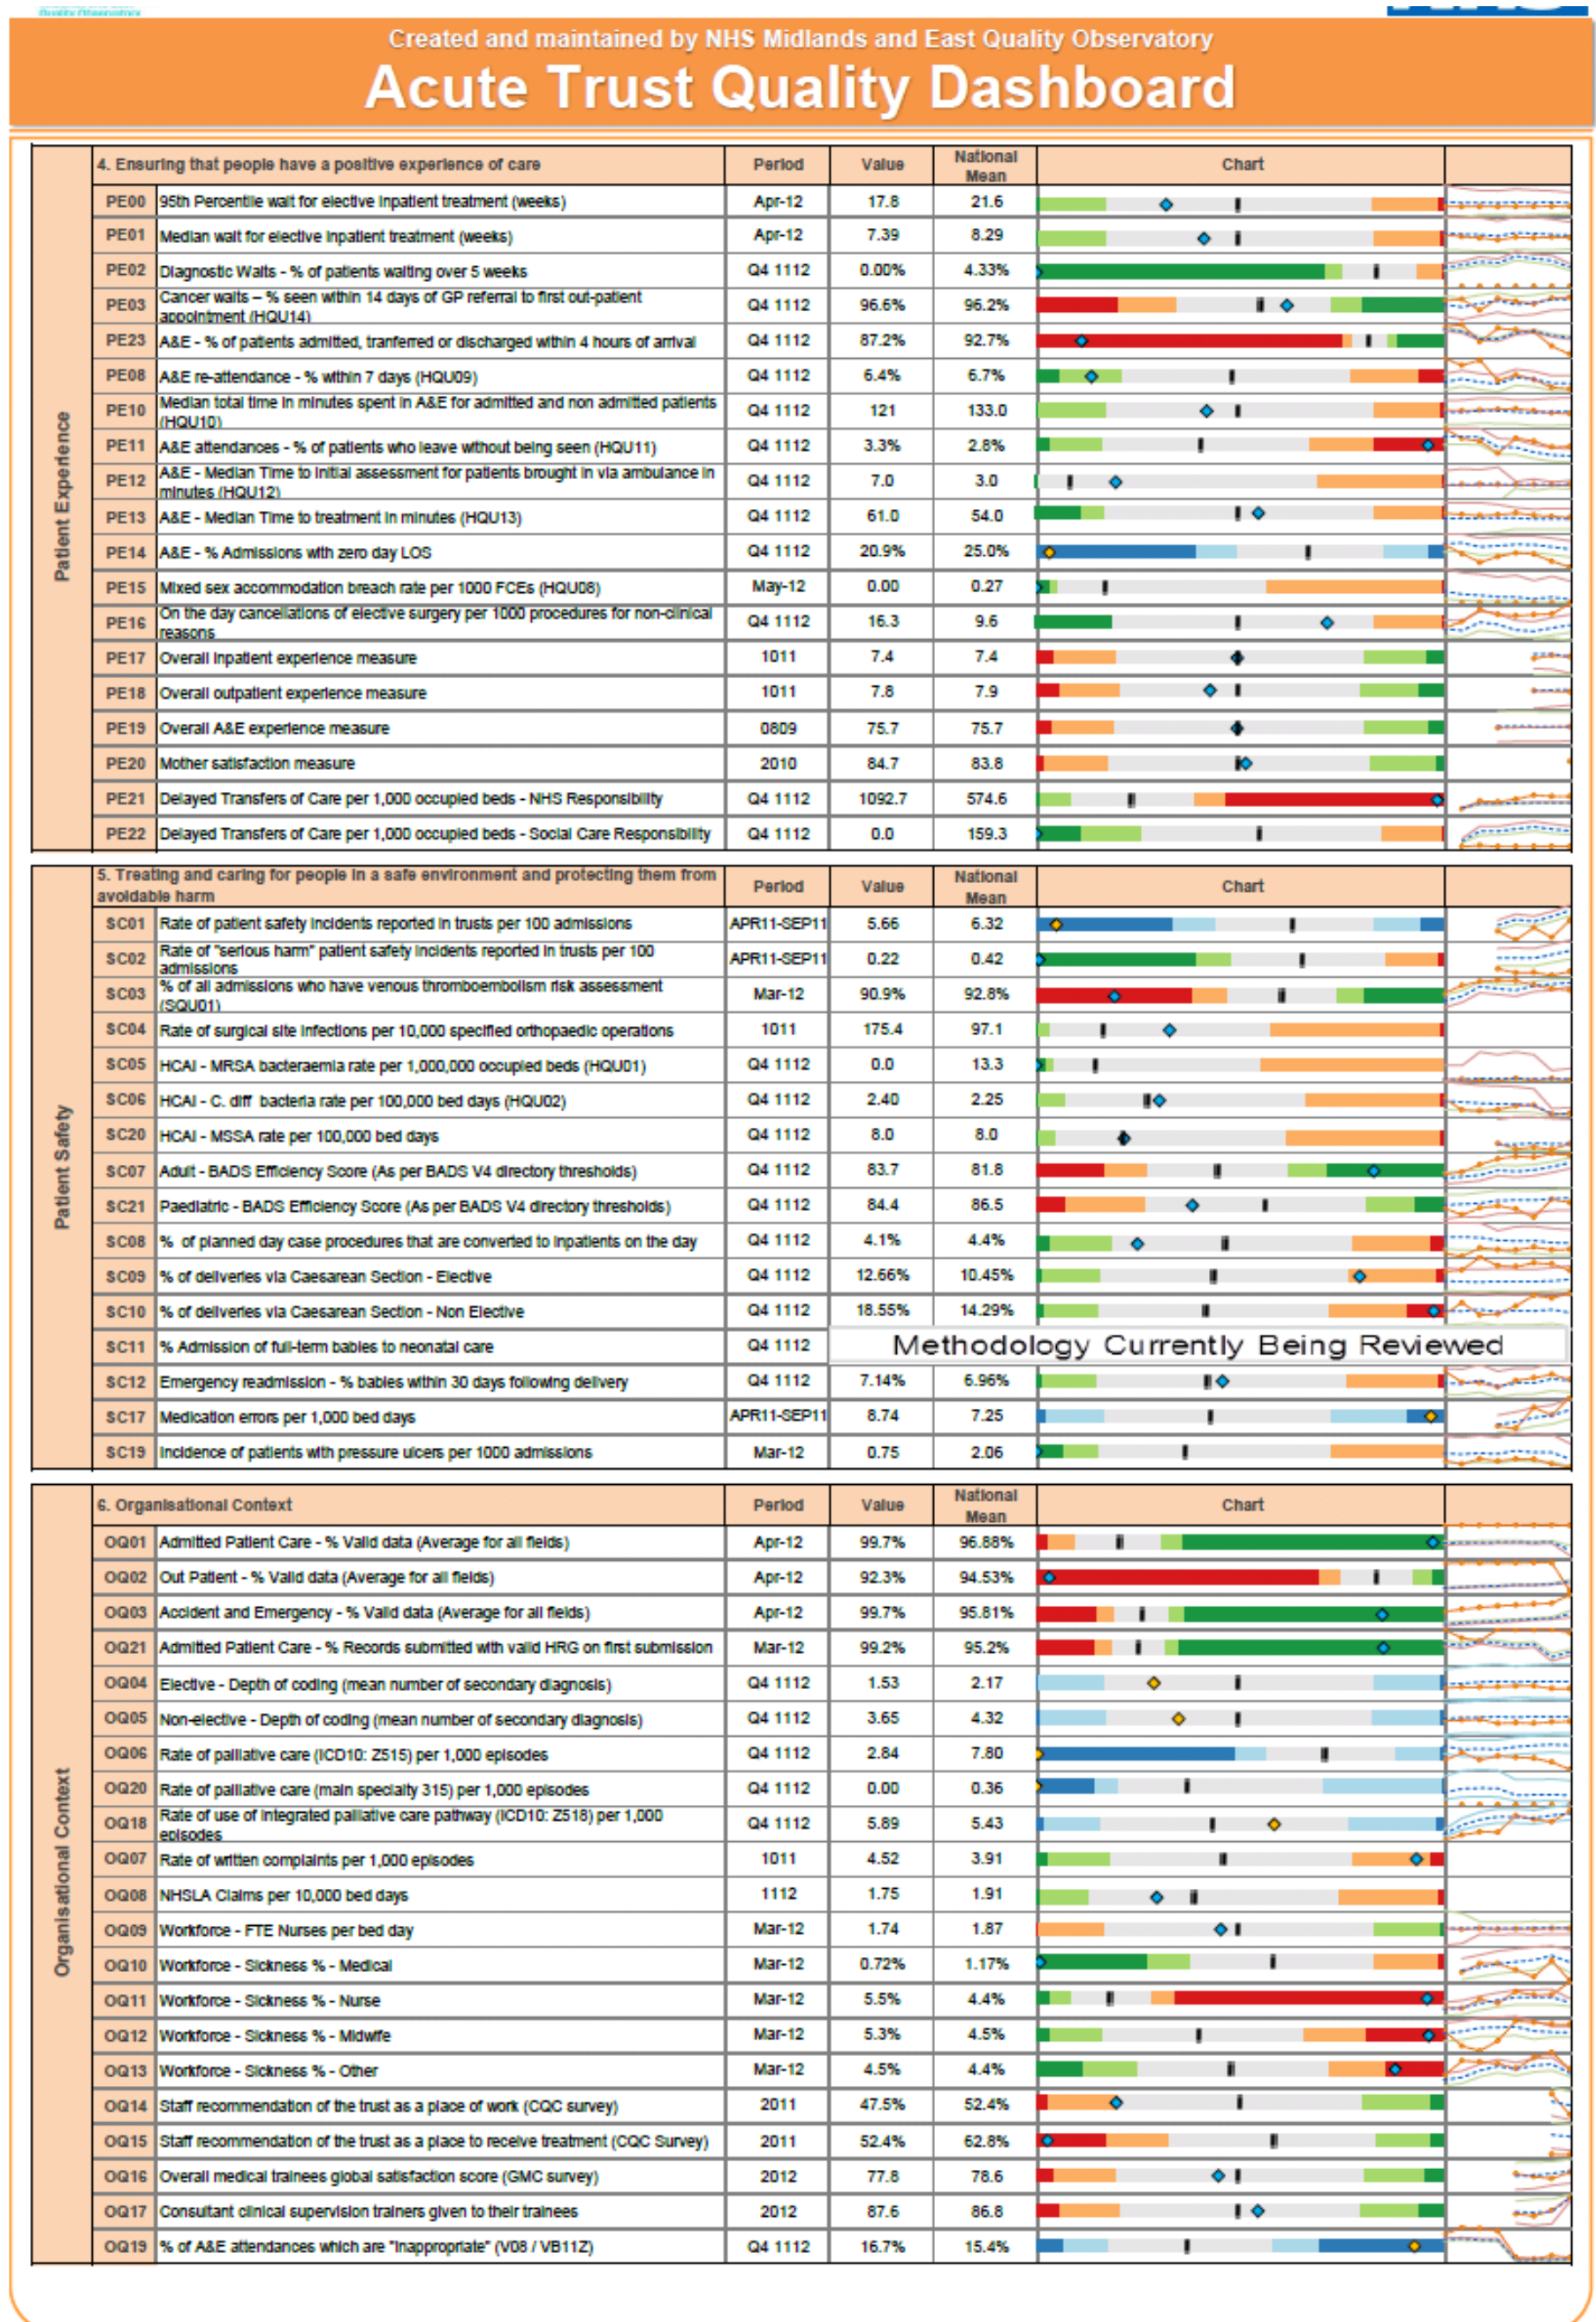 Quality Observatory
Created and maintained by NHS Midlands and East Quality Observatory
Acute Trust Quality Dashboard
Patient Experience
4. Ensuring that people have a positive experience of care Period Value National Mean Chart
PE00 95th Percentile wait for elective inpatient treatment (weeks) Apr-12 17.8 21.6
PE01 Median wait for elective inpatient treatment (weeks) Apr-12 7.39 8.29
PE02 Diagnostic Waits - % of patients waiting over 5 weeks Q4 1112 0.00% 4.33%
PE03 Cancer waits – % seen within 14 days of GP referral to first out-patient
appointment (HQU14) Q4 1112 96.6% 96.2%
PE23 A&E - % of patients admitted, tranferred or discharged within 4 hours of arrival Q4 1112 87.2% 92.7%
PE08 A&E re-attendance - % within 7 days (HQU09) Q4 1112 6.4% 6.7%
PE10 Median total time in minutes spent in A&E for admitted and non admitted patients
(HQU10) Q4 1112 121 133.0
PE11 A&E attendances - % of patients who leave without being seen (HQU11) Q4 1112 3.3% 2.8%
PE12 A&E - Median Time to initial assessment for patients brought in via ambulance in
minutes (HQU12) Q4 1112 7.0 3.0
PE13 A&E - Median Time to treatment in minutes (HQU13) Q4 1112 61.0 54.0
PE14 A&E - % Admissions with zero day LOS Q4 1112 20.9% 25.0%
PE15 Mixed sex accommodation breach rate per 1000 FCEs (HQU08) May-12 0.00 0.27
PE16 On the day cancellations of elective surgery per 1000 procedures for non-clinical
reasons Q4 1112 16.3 9.6
PE17 Overall inpatient experience measure 1011 7.4 7.4
PE18 Overall outpatient experience measure 1011 7.8 7.9
PE19 Overall A&E experience measure 0809 75.7 75.7
PE20 Mother satisfaction measure 2010 84.7 83.8
PE21 Delayed Transfers of Care per 1,000 occupied beds - NHS Responsibility Q4 1112 1092.7 574.6
PE22 Delayed Transfers of Care per 1,000 occupied beds - Social Care Responsibility Q4 1112 0.0 159.3
Patient Safety
5. Treating and caring for people in a safe environment and protecting them from
avoidable harm Period Value National Mean Chart
SC01 Rate of patient safety incidents reported in trusts per 100 admissions APR11-SEP11 5.66 6.32
SC02 Rate of "serious harm" patient safety incidents reported in trusts per 100
admissions APR11-SEP11 0.22 0.42
SC03 % of all admissions who have venous thromboembolism risk assessment
(SQU01) Mar-12 90.9% 92.8%
SC04 Rate of surgical site infections per 10,000 specified orthopaedic operations 1011 175.4 97.1
SC05 HCAI - MRSA bacteraemia rate per 1,000,000 occupied beds (HQU01) Q4 1112 0.0 13.3
SC06 HCAI - C. diff bacteria rate per 100,000 bed days (HQU02) Q4 1112 2.40 2.25
SC20 HCAI - MSSA rate per 100,000 bed days Q4 1112 8.0 8.0
SC07 Adult - BADS Efficiency Score (As per BADS V4 directory thresholds) Q4 1112 83.7 81.8
SC21 Paediatric - BADS Efficiency Score (As per BADS V4 directory thresholds) Q4 1112 84.4 86.5
SC08 % of planned day case procedures that are converted to inpatients on the day Q4 1112 4.1% 4.4%
SC09 % of deliveries via Caesarean Section - Elective Q4 1112 12.66% 10.45%
SC10 % of deliveries via Caesarean Section - Non Elective Q4 1112 18.55% 14.29%
SC11 % Admission of full-term babies to neonatal care Q4 1112 Methodology Currently Being Reviewed
SC12 Emergency readmission - % babies within 30 days following delivery Q4 1112 7.14% 6.96%
SC17 Medication errors per 1,000 bed days APR11-SEP11 8.74 7.25
SC19 Incidence of patients with pressure ulcers per 1000 admissions Mar-12 0.75 2.06
Organisational Context
6. Organisational Context Period Value National Mean Chart
OQ01 Admitted Patient Care - % Valid data (Average for all fields) Apr-12 99.7% 96.88%
OQ02 Out Patient - % Valid data (Average for all fields) Apr-12 92.3% 94.53%
OQ03 Accident and Emergency - % Valid data (Average for all fields) Apr-12 99.7% 95.81%
OQ21 Admitted Patient Care - % Records submitted with valid HRG on first submission Mar-12 99.2% 95.2%
OQ04 Elective - Depth of coding (mean number of secondary diagnosis) Q4 1112 1.53 2.17
OQ05 Non-elective - Depth of coding (mean number of secondary diagnosis) Q4 1112 3.65 4.32
OQ06 Rate of palliative care (ICD10: Z515) per 1,000 episodes Q4 1112 2.84 7.80
OQ20 Rate of palliative care (main specialty 315) per 1,000 episodes Q4 1112 0.00 0.36
OQ18 Rate of use of integrated palliative care pathway (ICD10: Z518) per 1,000
episodes Q4 1112 5.89 5.43
OQ07 Rate of written complaints per 1,000 episodes 1011 4.52 3.91
OQ08 NHSLA Claims per 10,000 bed days 1112 1.75 1.91
OQ09 Workforce - FTE Nurses per bed day Mar-12 1.74 1.87
OQ10 Workforce - Sickness % - Medical Mar-12 0.72% 1.17%
OQ11 Workforce - Sickness % - Nurse Mar-12 5.5% 4.4%
OQ12 Workforce - Sickness % - Midwife Mar-12 5.3% 4.5%
OQ13 Workforce - Sickness % - Other Mar-12 4.5% 4.4%
OQ14 Staff recommendation of the trust as a place of work (CQC survey) 2011 47.5% 52.4%
OQ15 Staff recommendation of the trust as a place to receive treatment (CQC Survey) 2011 52.4% 62.8%
OQ16 Overall medical trainees global satisfaction score (GMC survey) 2012 77.8 78.6
OQ17 Consultant clinical supervision trainers given to their trainees 2012 87.6 86.8
OQ19 % of A&E attendances which are "inappropriate" (V08 / VB11Z) Q4 1112 16.7% 15.4%